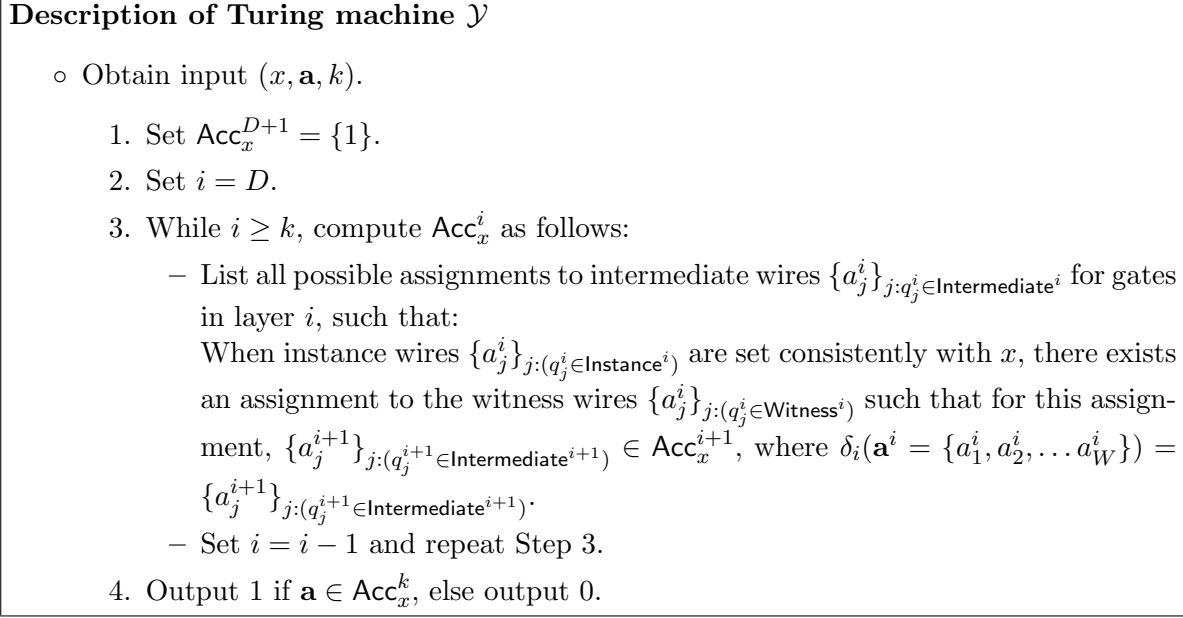 Description of Turing machine 𝒴
∘ Obtain input (x, a, k).
1. Set Acc_x^{D+1} = {1}.
2. Set i = D.
3. While i ≥ k, compute Acc_x^i as follows:
– List all possible assignments to intermediate wires {a_j^i}_{j:q_j^i∈Intermediate^i} for gates
in layer i, such that:
When instance wires {a_j^i}_{j:(q_j^i∈Instance^i)} are set consistently with x, there exists
an assignment to the witness wires {a_j^i}_{j:(q_j^i∈Witness^i)} such that for this assign-
ment, {a_j^{i+1}}_{j:(q_j^{i+1}∈Intermediate^{i+1})} ∈ Acc_x^{i+1}, where δ_i(a^i = {a_1^i, a_2^i, . . . a_W^i}) =
{a_j^{i+1}}_{j:(q_j^{i+1}∈Intermediate^{i+1})}.
– Set i = i − 1 and repeat Step 3.
4. Output 1 if a ∈ Acc_x^k, else output 0.